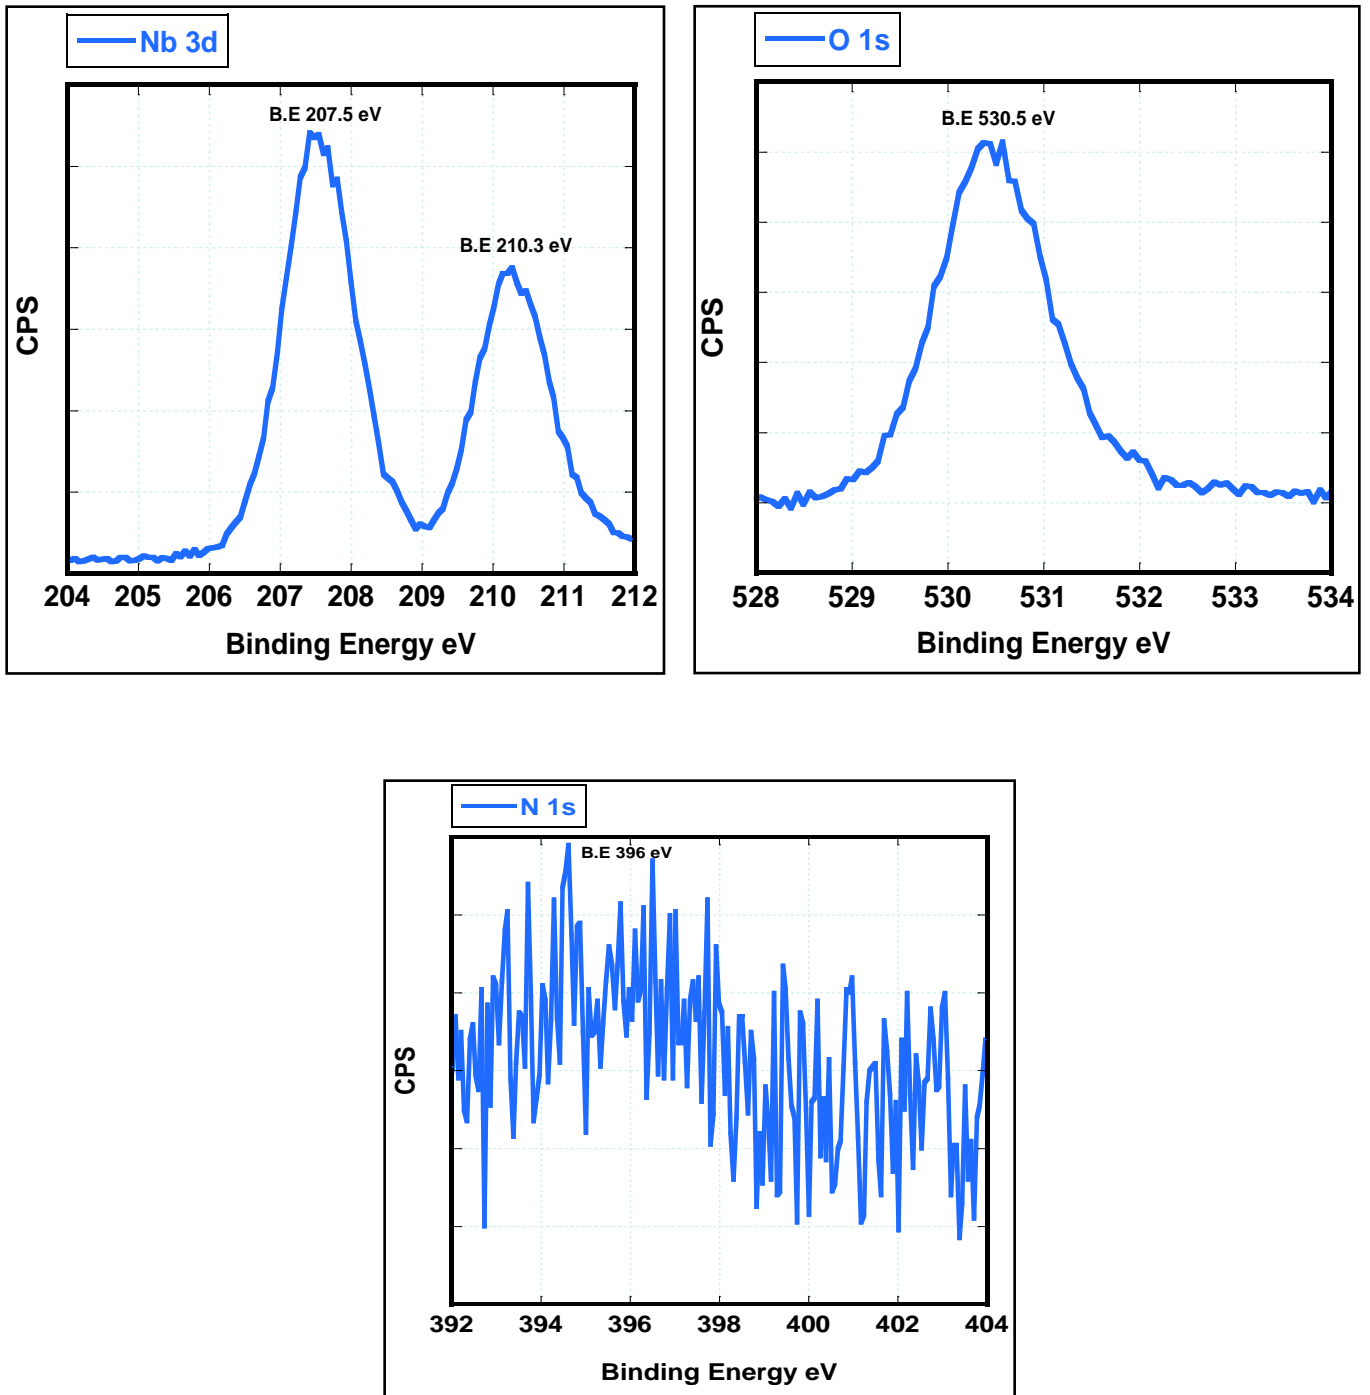 Nb 3d
B.E 207.5 eV
B.E 210.3 eV
CPS
204 205 206 207 208 209 210 211 212
Binding Energy eV
O 1s
B.E 530.5 eV
CPS
528 529 530 531 532 533 534
Binding Energy eV
N 1s
B.E 396 eV
CPS
392 394 396 398 400 402 404
Binding Energy eV